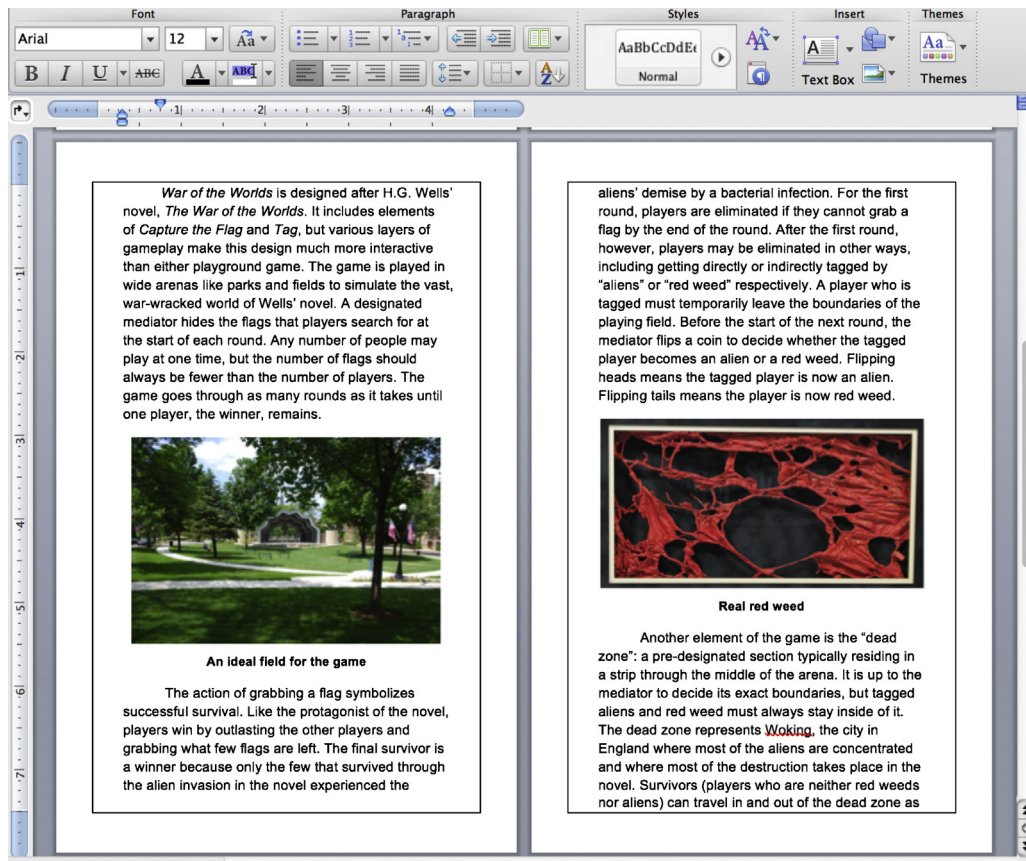 Font Paragraph Styles Insert Themes
Arial 12 Aa AaBbCcDdEe Aa
B I U ABC A ABC Normal Text Box Themes
1 2 3 4
War of the Worlds is designed after H.G. Wells’
novel, The War of the Worlds. It includes elements
of Capture the Flag and Tag, but various layers of
gameplay make this design much more interactive
than either playground game. The game is played in
wide arenas like parks and fields to simulate the vast,
war-wracked world of Wells’ novel. A designated
mediator hides the flags that players search for at
the start of each round. Any number of people may
play at one time, but the number of flags should
always be fewer than the number of players. The
game goes through as many rounds as it takes until
one player, the winner, remains.
An ideal field for the game
The action of grabbing a flag symbolizes
successful survival. Like the protagonist of the novel,
players win by outlasting the other players and
grabbing what few flags are left. The final survivor is
a winner because only the few that survived through
the alien invasion in the novel experienced the
aliens’ demise by a bacterial infection. For the first
round, players are eliminated if they cannot grab a
flag by the end of the round. After the first round,
however, players may be eliminated in other ways,
including getting directly or indirectly tagged by
“aliens” or “red weed” respectively. A player who is
tagged must temporarily leave the boundaries of the
playing field. Before the start of the next round, the
mediator flips a coin to decide whether the tagged
player becomes an alien or a red weed. Flipping
heads means the tagged player is now an alien.
Flipping tails means the player is now red weed.
Real red weed
Another element of the game is the “dead
zone”: a pre-designated section typically residing in
a strip through the middle of the arena. It is up to the
mediator to decide its exact boundaries, but tagged
aliens and red weed must always stay inside of it.
The dead zone represents Woking, the city in
England where most of the aliens are concentrated
and where most of the destruction takes place in the
novel. Survivors (players who are neither red weeds
nor aliens) can travel in and out of the dead zone as
1
2
3
4
5
6
7